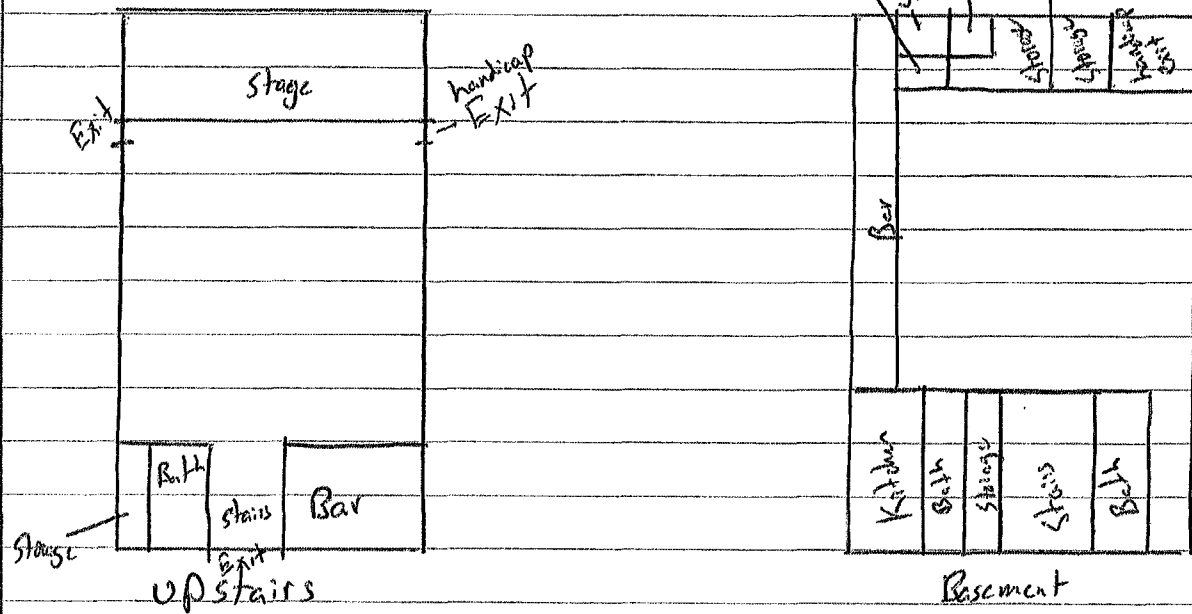 Stage
Exit
handicap
Exit
Bath
Stairs
Bar
Storage
Exit
Upstairs
Storage
Storage
handicap
exit
Bar
Kitchen
Bath
Storage
Stairs
Bath
Basement